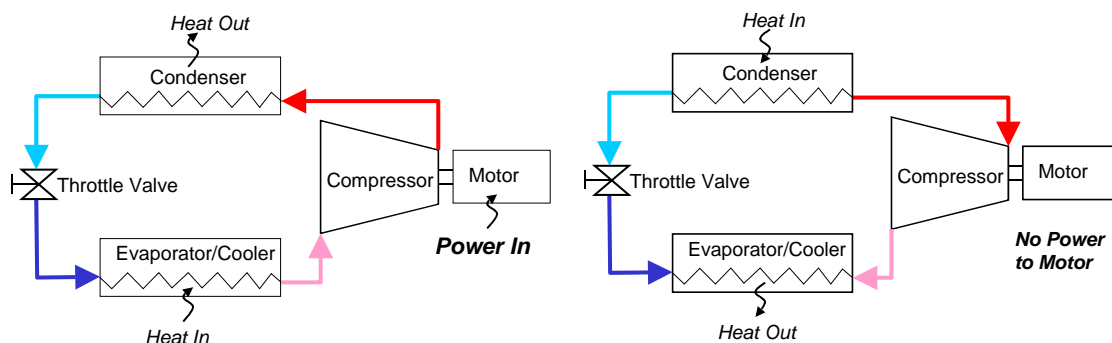 Heat Out
Condenser
Throttle Valve
Compressor
Motor
Power In
Evaporator/Cooler
Heat In
Heat In
Condenser
Throttle Valve
Compressor
Motor
No Power
to Motor
Evaporator/Cooler
Heat Out